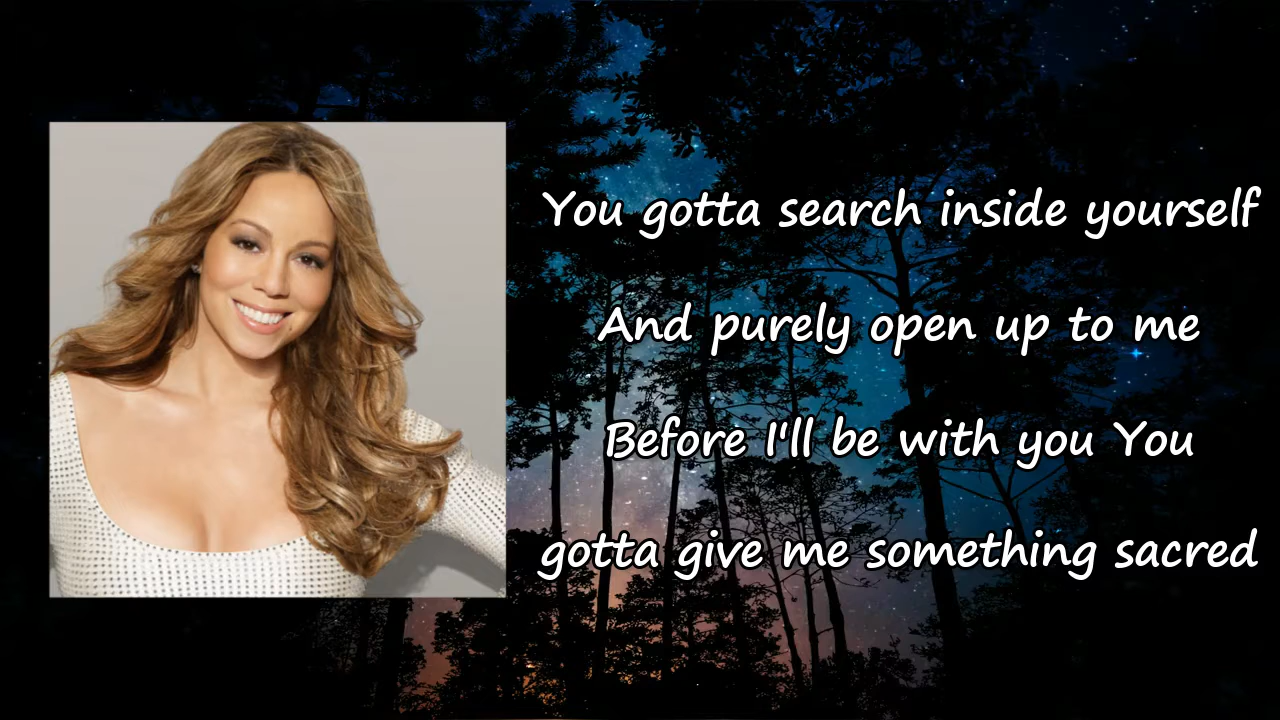 You gotta search inside yourself
And purely open up to me
Before I'll be with you You
gotta give me something sacred